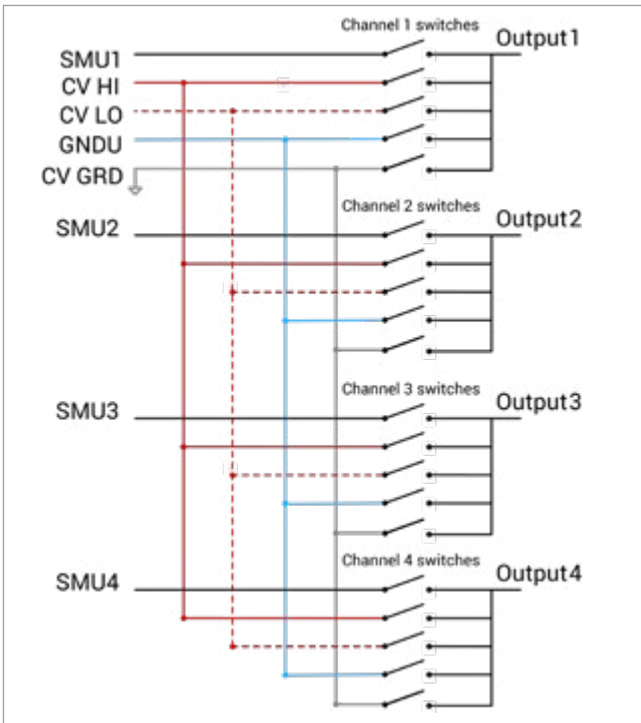 Channel 1 switches
SMU1
Output1
CV HI
CV LO
GNDU
CV GRD
Channel 2 switches
SMU2
Output2
Channel 3 switches
SMU3
Output3
Channel 4 switches
SMU4
Output4